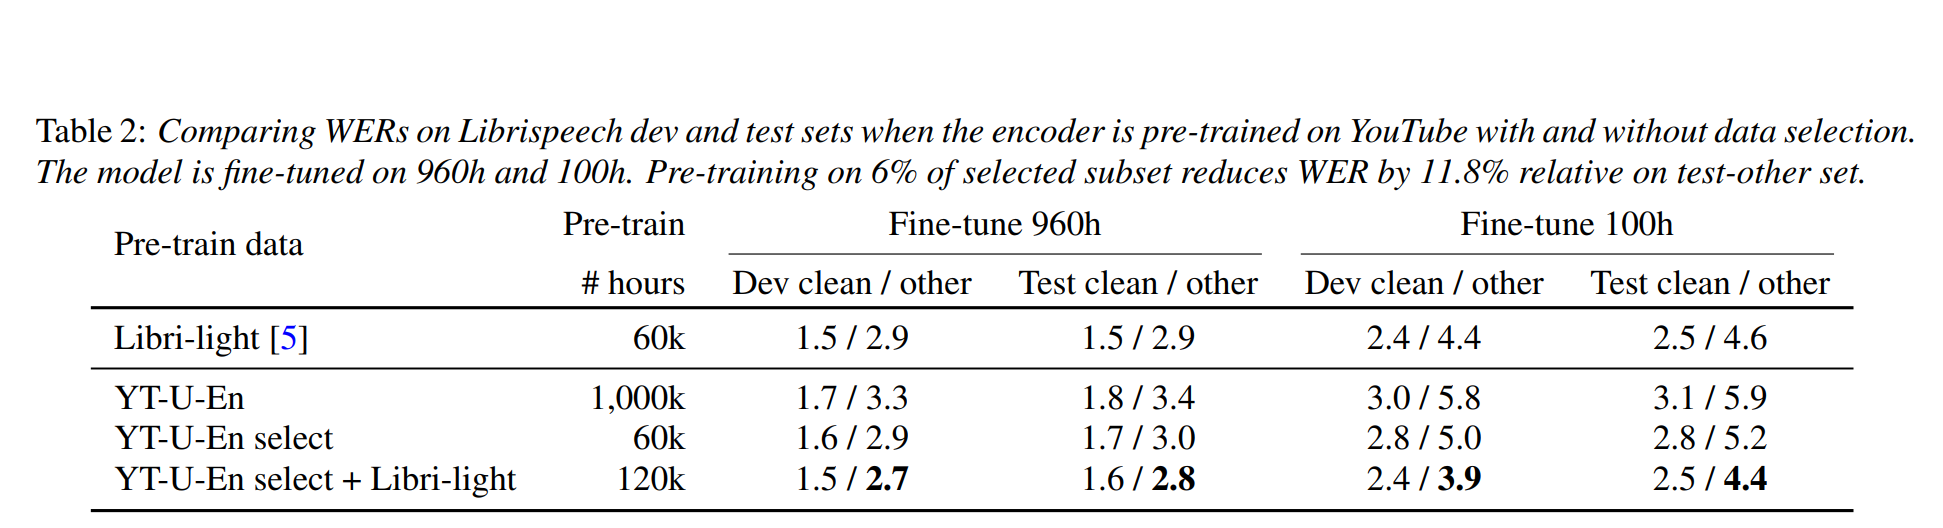 Table 2: Comparing WERs on Librispeech dev and test sets when the encoder is pre-trained on YouTube with and without data selection.
The model is fine-tuned on 960h and 100h. Pre-training on 6% of selected subset reduces WER by 11.8% relative on test-other set.
Pre-train data Pre-train Fine-tune 960h Fine-tune 100h
# hours Dev clean / other Test clean / other Dev clean / other Test clean / other
Libri-light [5] 60k 1.5 / 2.9 1.5 / 2.9 2.4 / 4.4 2.5 / 4.6
YT-U-En 1,000k 1.7 / 3.3 1.8 / 3.4 3.0 / 5.8 3.1 / 5.9
YT-U-En select 60k 1.6 / 2.9 1.7 / 3.0 2.8 / 5.0 2.8 / 5.2
YT-U-En select + Libri-light 120k 1.5 / 2.7 1.6 / 2.8 2.4 / 3.9 2.5 / 4.4